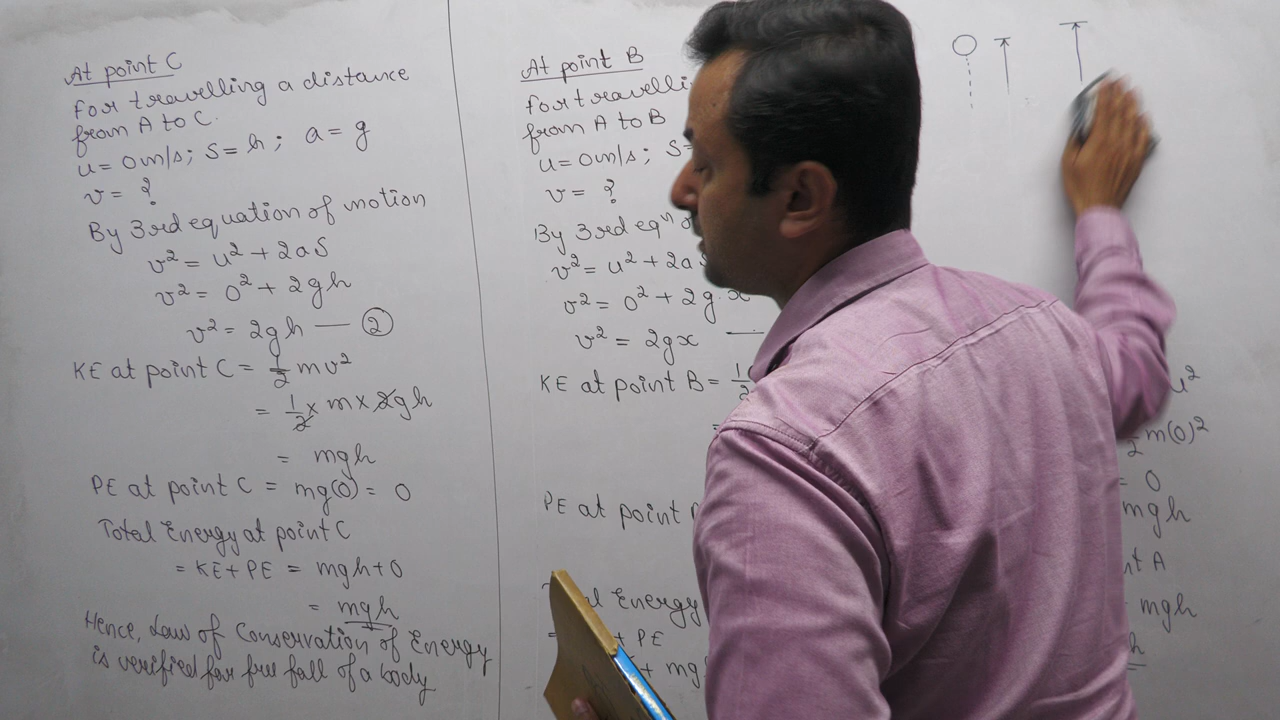 At point C
For travelling a distance
from A to C.
u = 0 m/s; S = h; a = g
v = ?
By 3rd equation of motion
v² = u² + 2aS
v² = 0² + 2gh
v² = 2gh — ②
KE at point C = 1/2 mv²
= 1/2 × m × 2gh
= mgh
PE at point C = mg(0) = 0
Total Energy at point C
= KE + PE = mgh + 0
= mgh
Hence, Law of Conservation of Energy
is verified for free fall of a body
At point B
For travelli
from A to B
u = 0 m/s; S =
v = ?
By 3rd eqⁿ o
v² = u² + 2aS
v² = 0² + 2g·x
v² = 2gx —
KE at point B = 1
=
PE at point
Energy
= + PE
+ mg
u²
2 m(0)²
= 0
mgh
nt A
mgh
h